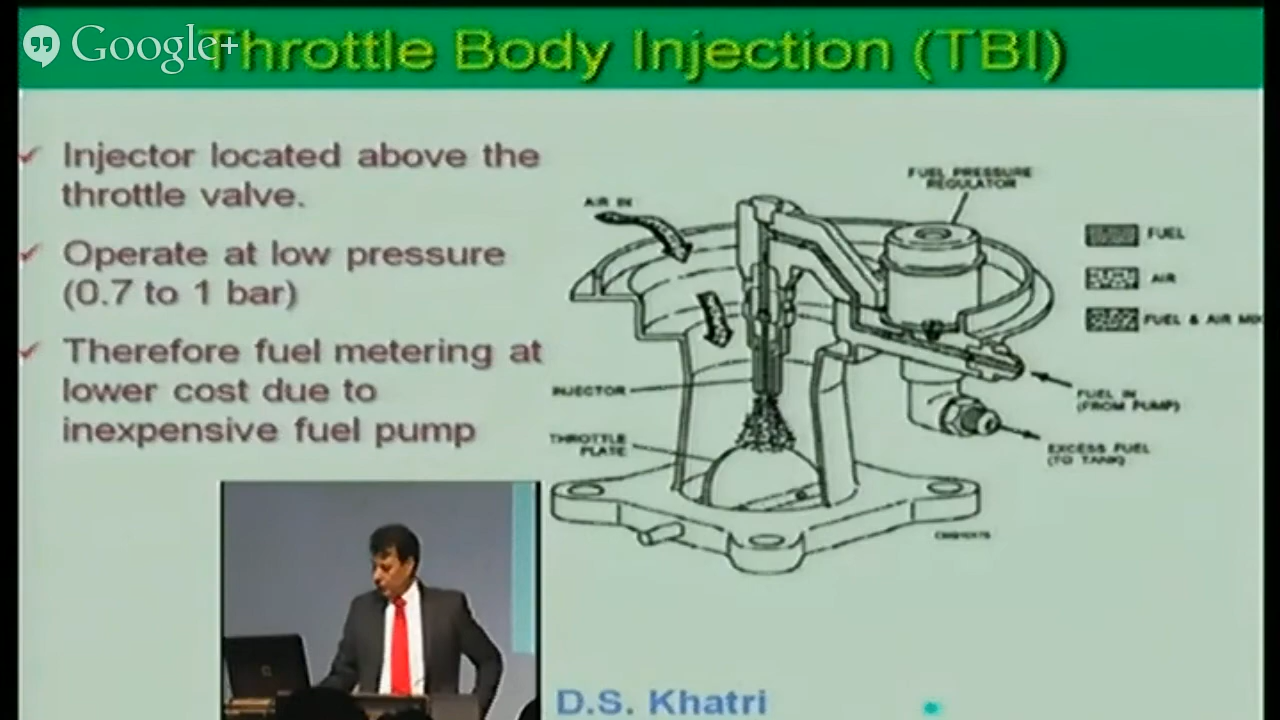 Google+
Throttle Body Injection (TBI)
Injector located above the
throttle valve.
Operate at low pressure
(0.7 to 1 bar)
Therefore fuel metering at
lower cost due to
inexpensive fuel pump
FUEL PRESSURE
REGULATOR
AIR IN
FUEL
AIR
FUEL & AIR MIX
INJECTOR
FUEL IN
(FROM PUMP)
THROTTLE
PLATE
EXCESS FUEL
(TO TANK)
D.S. Khatri